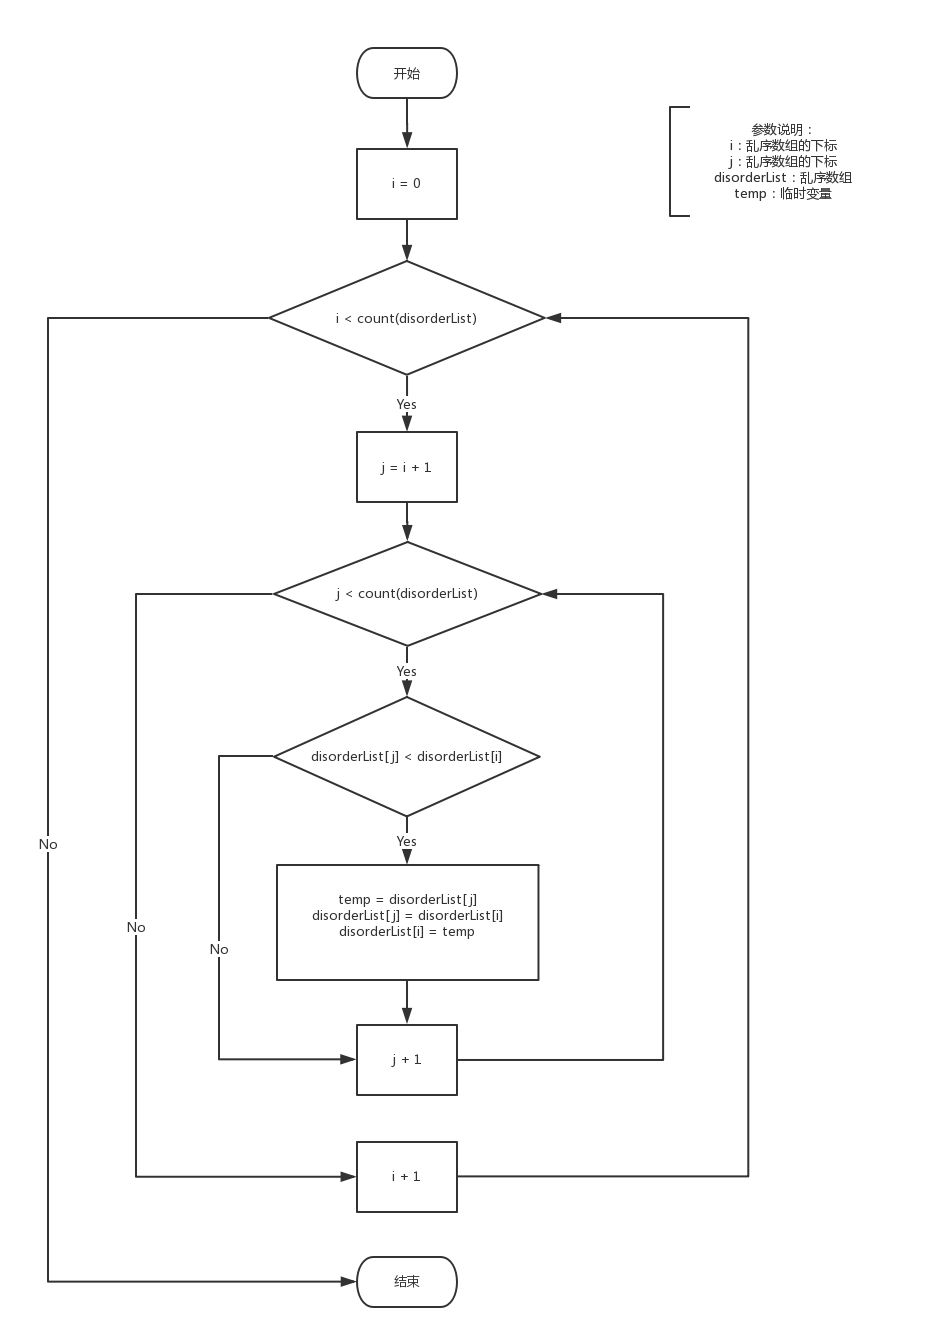 开始
参数说明：
i：乱序数组的下标
j：乱序数组的下标
disorderList：乱序数组
temp：临时变量
i = 0
i < count(disorderList)
Yes
j = i + 1
j < count(disorderList)
Yes
disorderList[j] < disorderList[i]
Yes
No
temp = disorderList[j]
disorderList[j] = disorderList[i]
disorderList[i] = temp
No
No
j + 1
i + 1
结束